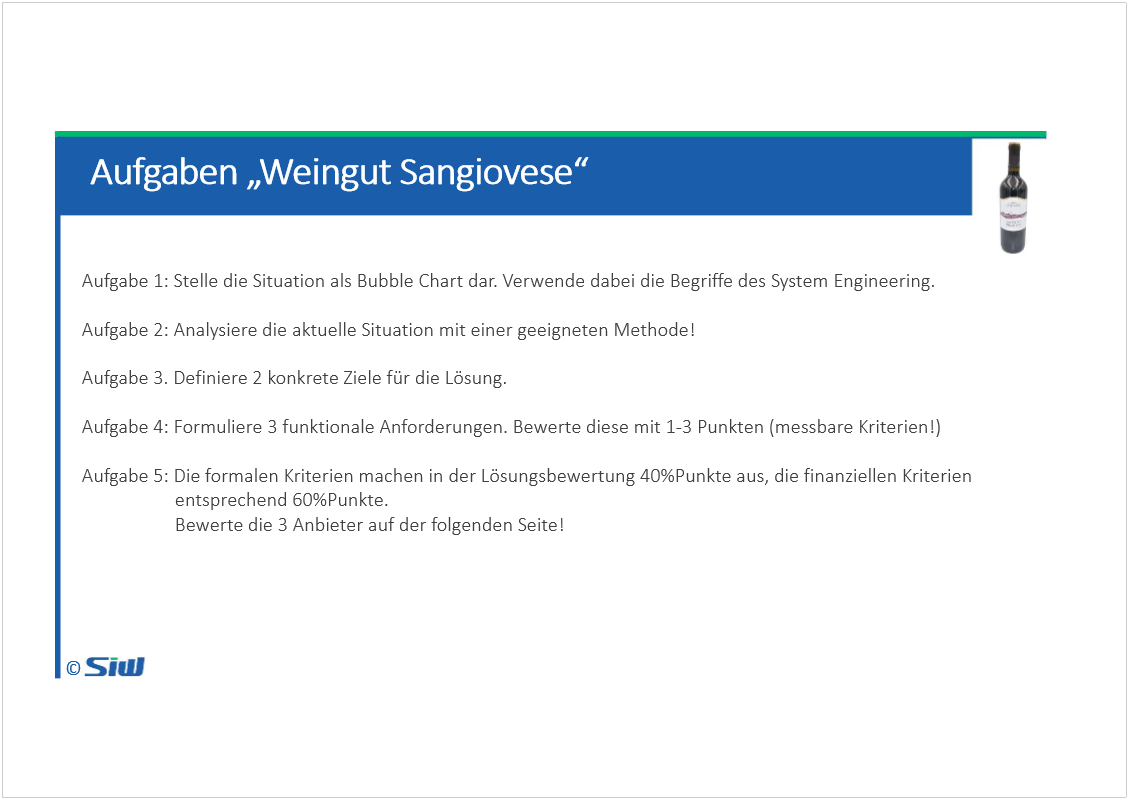 Aufgaben „Weingut Sangiovese“
Aufgabe 1: Stelle die Situation als Bubble Chart dar. Verwende dabei die Begriffe des System Engineering.
Aufgabe 2: Analysiere die aktuelle Situation mit einer geeigneten Methode!
Aufgabe 3. Definiere 2 konkrete Ziele für die Lösung.
Aufgabe 4: Formuliere 3 funktionale Anforderungen. Bewerte diese mit 1-3 Punkten (messbare Kriterien!)
Aufgabe 5: Die formalen Kriterien machen in der Lösungsbewertung 40%Punkte aus, die finanziellen Kriterien
entsprechend 60%Punkte.
Bewerte die 3 Anbieter auf der folgenden Seite!
© SIW